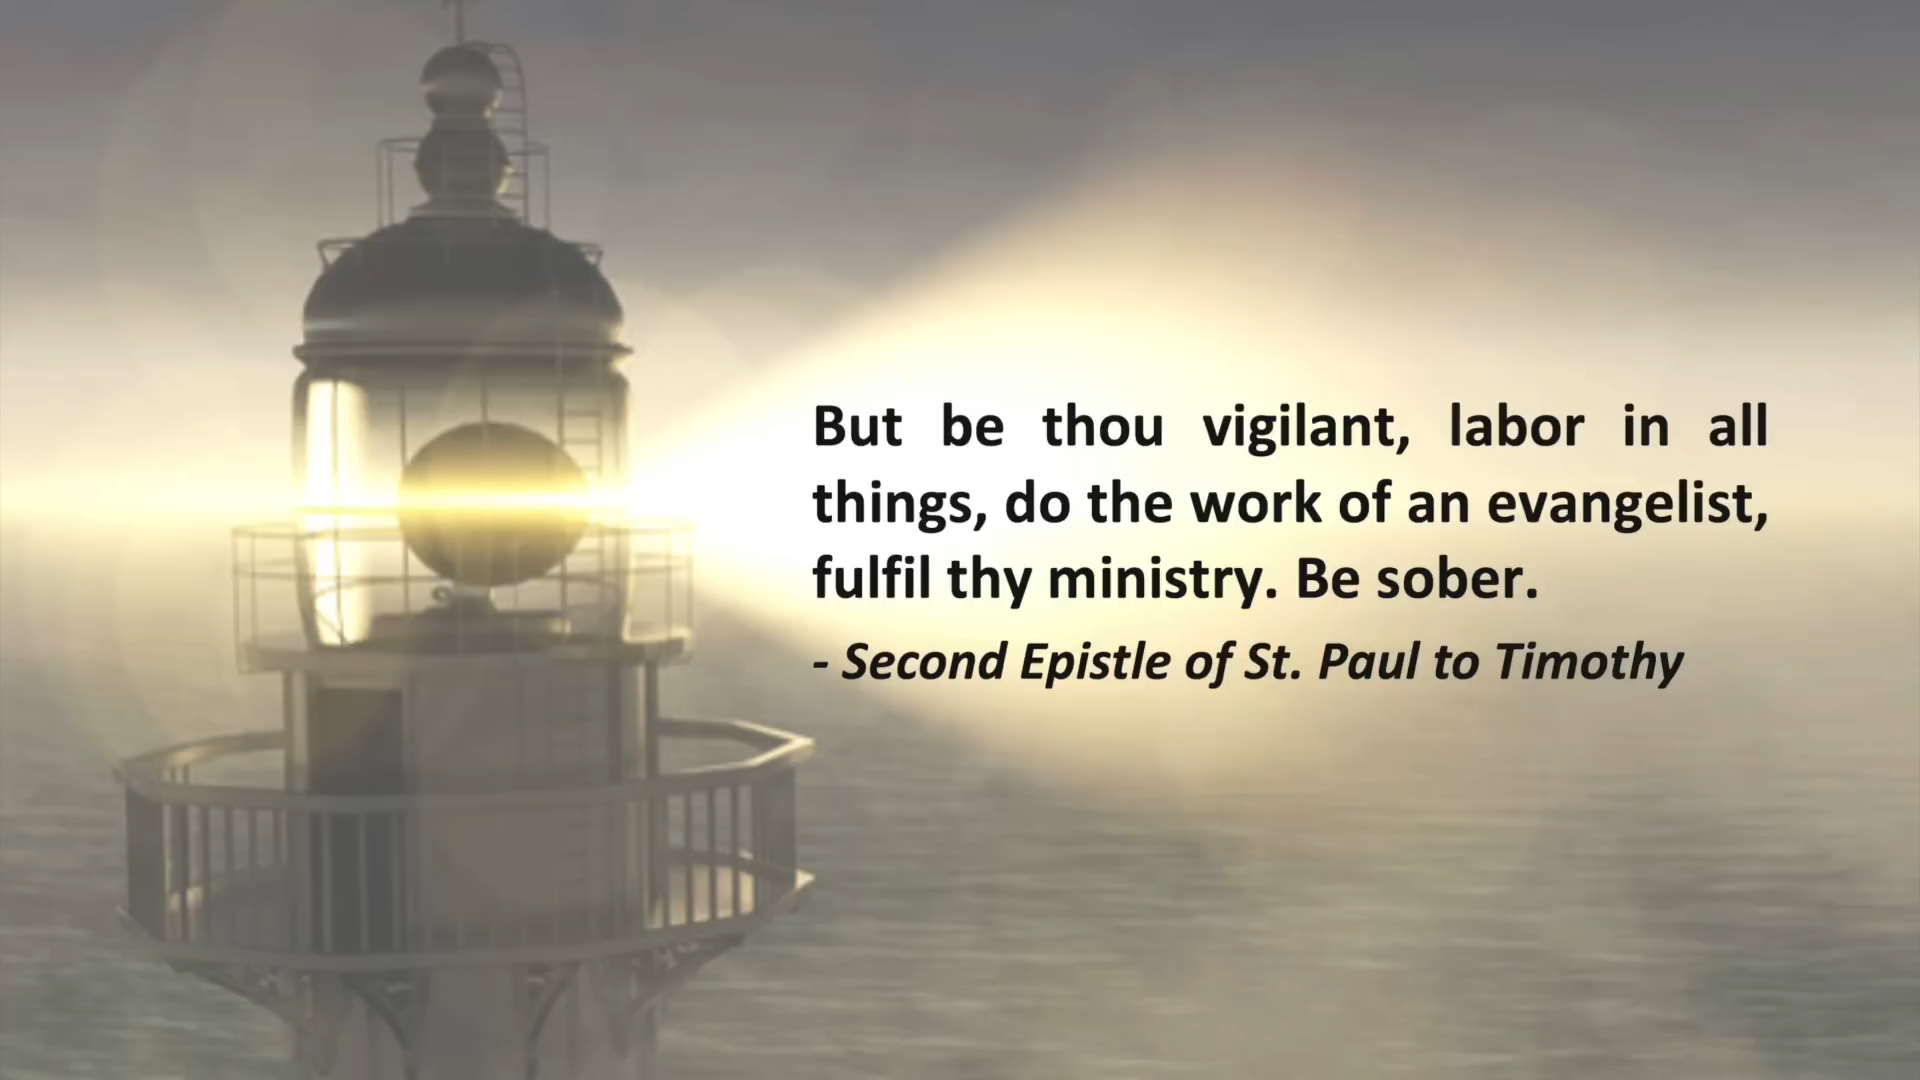 But be thou vigilant, labor in all
things, do the work of an evangelist,
fulfil thy ministry. Be sober.
- Second Epistle of St. Paul to Timothy